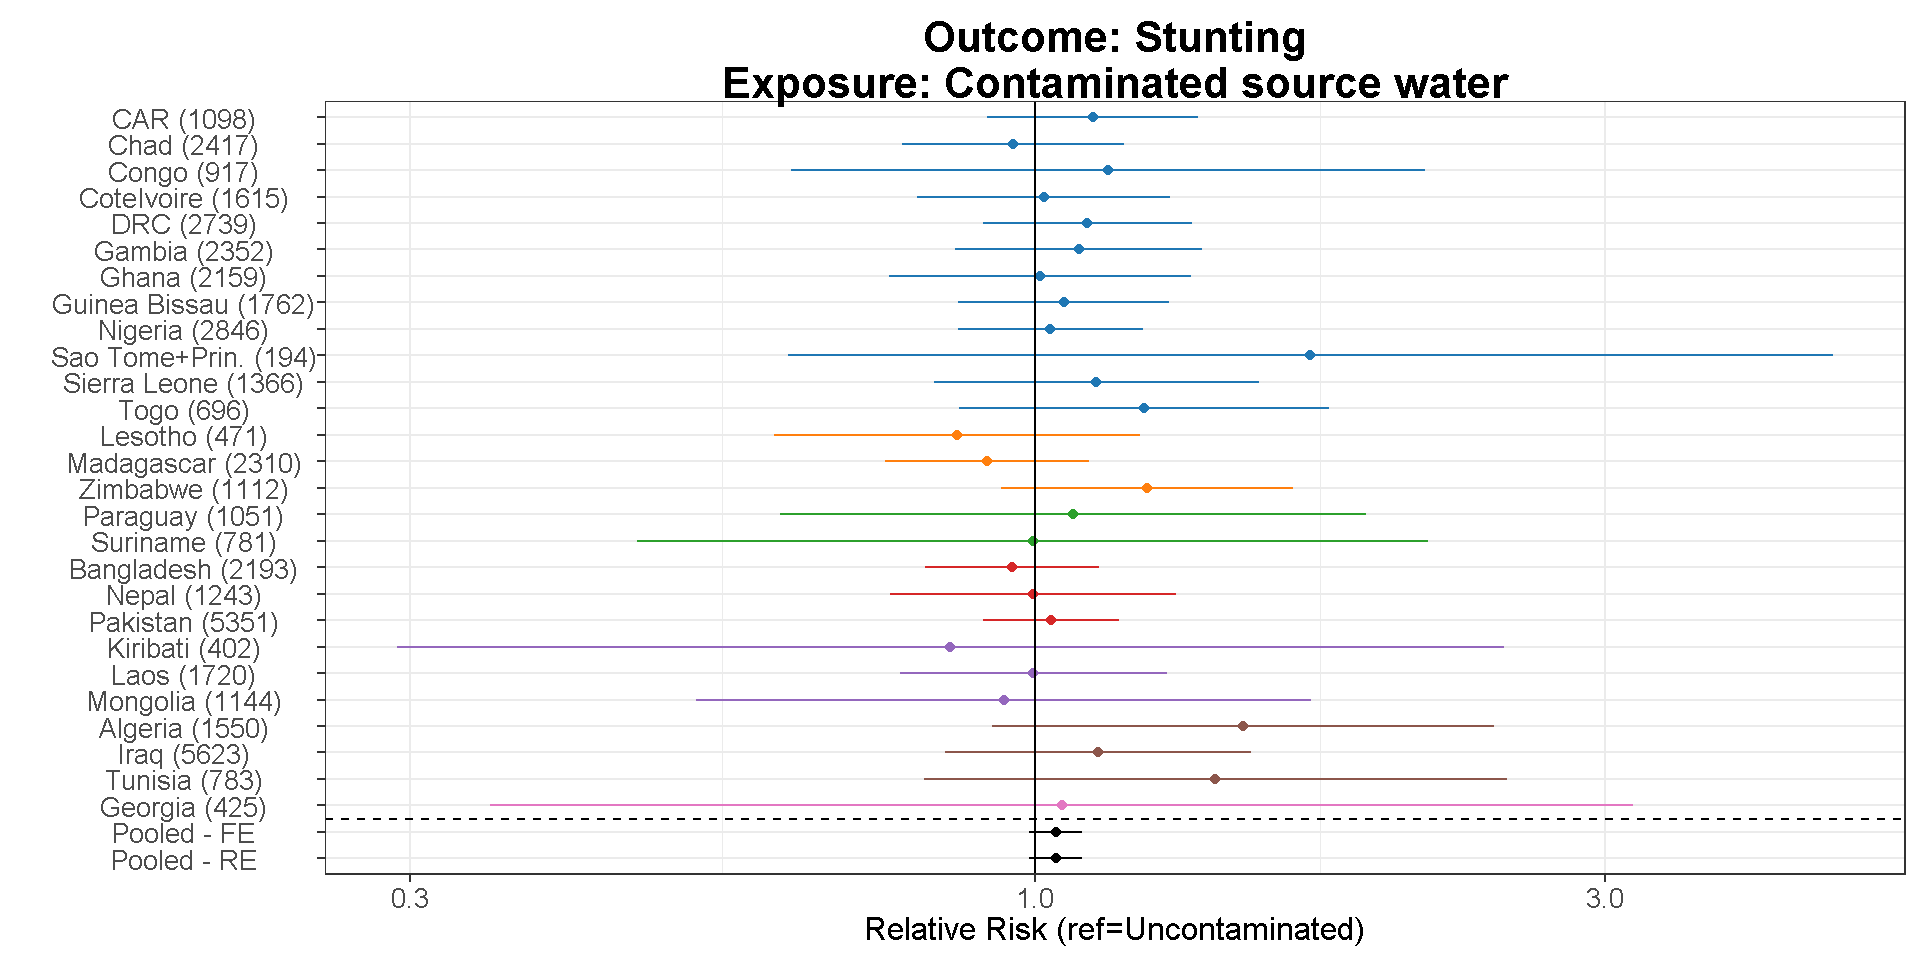 Outcome: Stunting
Exposure: Contaminated source water
CAR (1098)
Chad (2417)
Congo (917)
CoteIvoire (1615)
DRC (2739)
Gambia (2352)
Ghana (2159)
Guinea Bissau (1762)
Nigeria (2846)
Sao Tome+Prin. (194)
Sierra Leone (1366)
Togo (696)
Lesotho (471)
Madagascar (2310)
Zimbabwe (1112)
Paraguay (1051)
Suriname (781)
Bangladesh (2193)
Nepal (1243)
Pakistan (5351)
Kiribati (402)
Laos (1720)
Mongolia (1144)
Algeria (1550)
Iraq (5623)
Tunisia (783)
Georgia (425)
Pooled - FE
Pooled - RE
0.3 1.0 3.0
Relative Risk (ref=Uncontaminated)